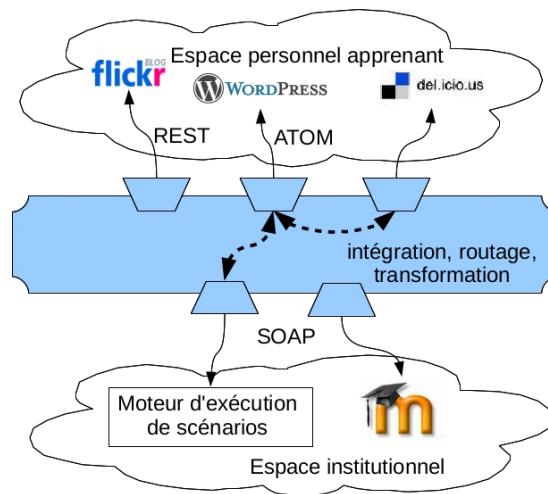 Espace personnel apprenant
flickr
BLOG
WORDPRESS
del.icio.us
REST
ATOM
intégration, routage,
transformation
SOAP
Moteur d'exécution
de scénarios
m
Espace institutionnel